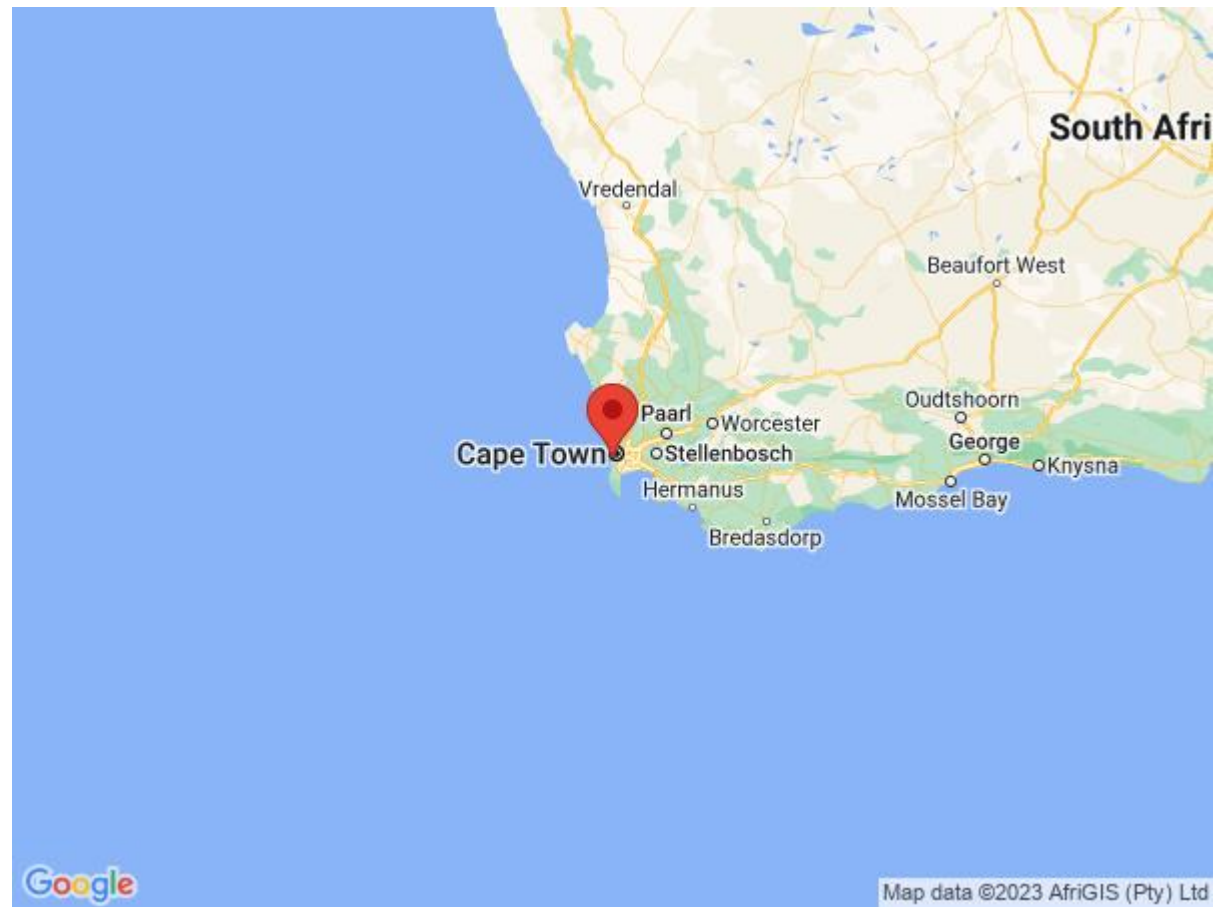 South Afri
Vredendal
Beaufort West
Oudtshoorn
Paarl
Worcester
George
Cape Town
Stellenbosch
Knysna
Hermanus
Mossel Bay
Bredasdorp
Google
Map data ©2023 AfriGIS (Pty) Ltd